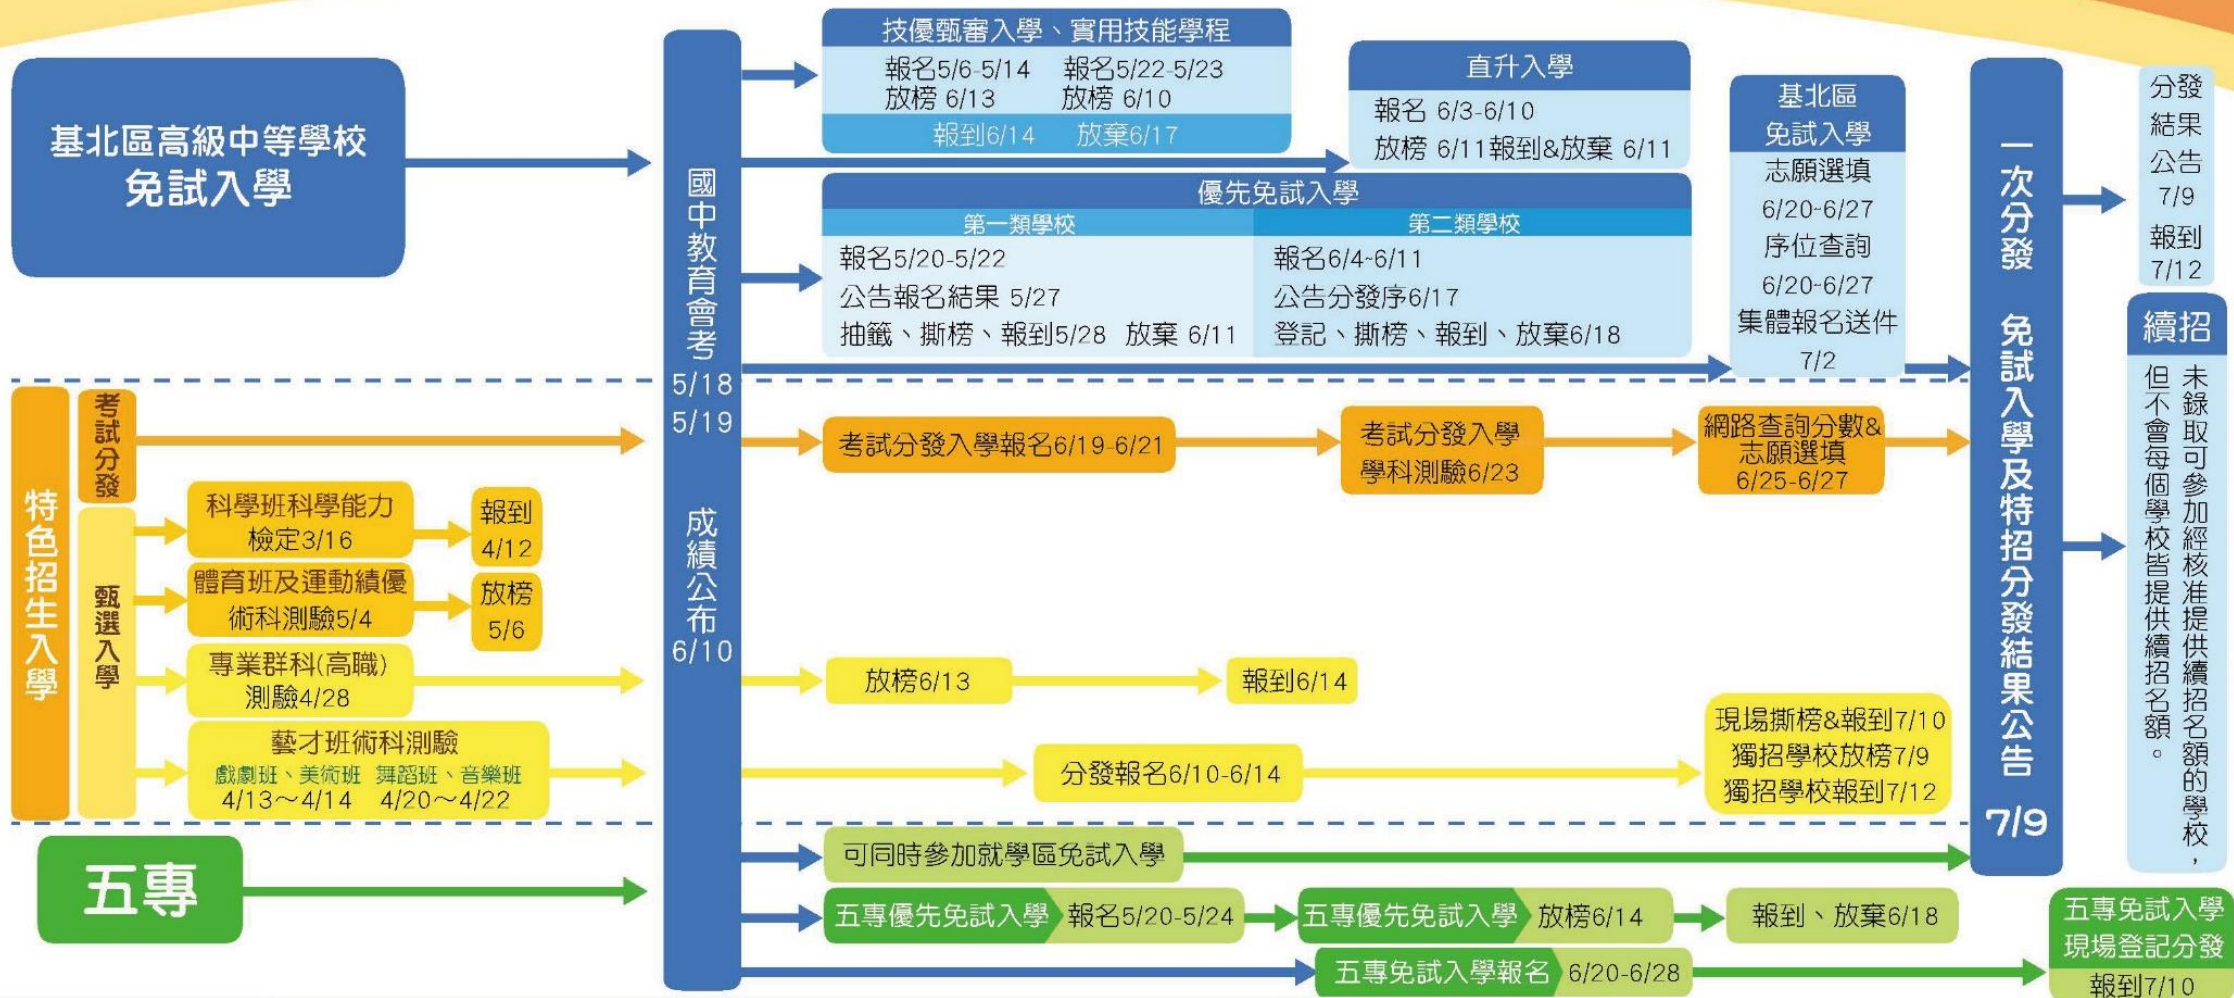 基北區高級中等學校
免試入學
國中教育會考
5/18
5/19
成績公布
6/10
技優甄審入學、實用技能學程
報名5/6-5/14 報名5/22-5/23
放榜 6/13 放榜 6/10
報到6/14 放棄6/17
直升入學
報名 6/3-6/10
放榜 6/11報到&放棄 6/11
優先免試入學
第一類學校
報名5/20-5/22
公告報名結果 5/27
抽籤、撕榜、報到5/28 放棄 6/11
第二類學校
報名6/4-6/11
公告分發序6/17
登記、撕榜、報到、放棄6/18
基北區
免試入學
志願選填
6/20-6/27
序位查詢
6/20-6/27
集體報名送件
7/2
一次分發 免試入學及特招分發結果公告 7/9
分發
結果
公告
7/9
報到
7/12
續招
未錄取可參加經核准提供續招名額的學校，
但不會每個學校皆提供續招名額。
特色招生入學
考試分發
考試分發入學報名6/19-6/21
考試分發入學
學科測驗6/23
網路查詢分數&
志願選填
6/25-6/27
甄選入學
科學班科學能力
檢定3/16
報到
4/12
體育班及運動績優
術科測驗5/4
放榜
5/6
專業群科(高職)
測驗4/28
放榜6/13
報到6/14
藝才班術科測驗
戲劇班、美術班 舞蹈班、音樂班
4/13～4/14 4/20～4/22
分發報名6/10-6/14
現場撕榜&報到7/10
獨招學校放榜7/9
獨招學校報到7/12
五專
可同時參加就學區免試入學
五專優先免試入學 報名5/20-5/24
五專優先免試入學 放榜6/14
報到、放棄6/18
五專免試入學報名 6/20-6/28
五專免試入學
現場登記分發
報到7/10